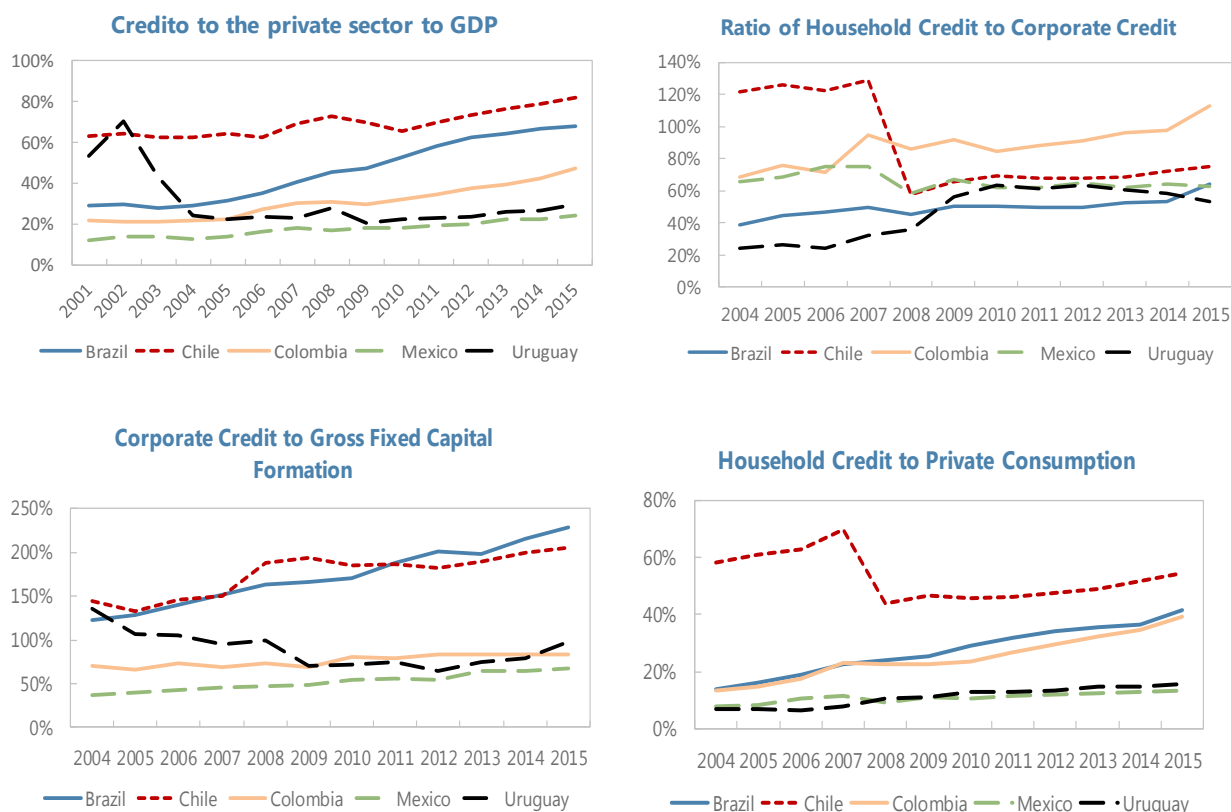 Credito to the private sector to GDP
100%
80%
60%
40%
20%
0%
2001 2002 2003 2004 2005 2006 2007 2008 2009 2010 2011 2012 2013 2014 2015
Brazil Chile Colombia Mexico Uruguay
Ratio of Household Credit to Corporate Credit
140%
120%
100%
80%
60%
40%
20%
0%
2004 2005 2006 2007 2008 2009 2010 2011 2012 2013 2014 2015
Brazil Chile Colombia Mexico Uruguay
Corporate Credit to Gross Fixed Capital
Formation
250%
200%
150%
100%
50%
0%
2004 2005 2006 2007 2008 2009 2010 2011 2012 2013 2014 2015
Brazil Chile Colombia Mexico Uruguay
Household Credit to Private Consumption
80%
60%
40%
20%
0%
2004 2005 2006 2007 2008 2009 2010 2011 2012 2013 2014 2015
Brazil Chile Colombia Mexico Uruguay